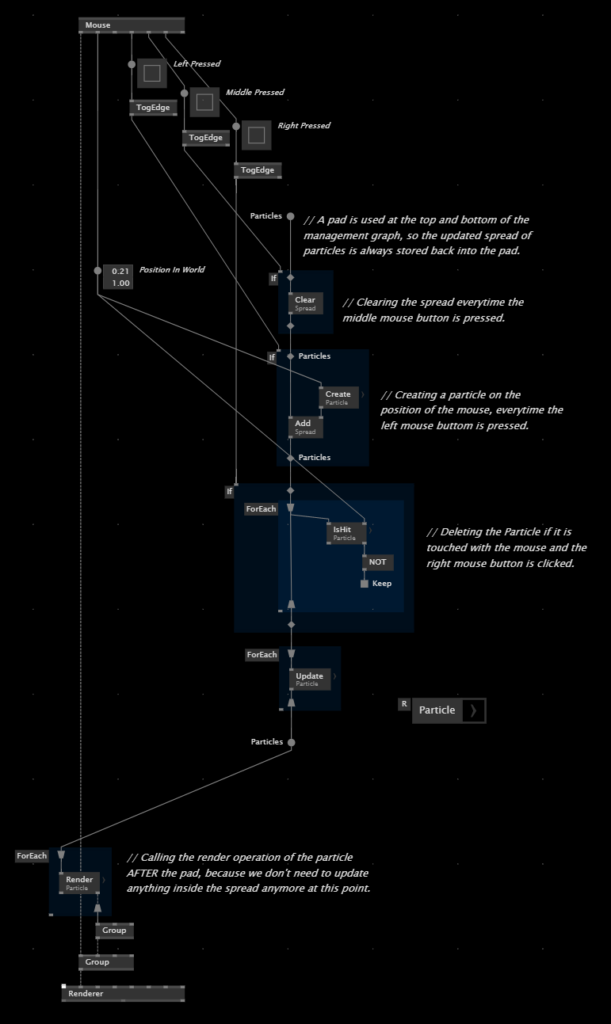 Mouse
Left Pressed
Middle Pressed
Right Pressed
TogEdge
TogEdge
TogEdge
Particles
// A pad is used at the top and bottom of the
management graph, so the updated spread of
particles is always stored back into the pad.
0.21
1.00
Position In World
If
Clear
Spread
// Clearing the spread everytime the
middle mouse button is pressed.
If
Particles
Create
Particle
// Creating a particle on the
position of the mouse, everytime the
left mouse buttom is pressed.
Add
Spread
Particles
If
ForEach
IsHit
Particle
// Deleting the Particle if it is
touched with the mouse and the
right mouse button is clicked.
NOT
Keep
ForEach
Update
Particle
R
Particle
Particles
ForEach
// Calling the render operation of the particle
AFTER the pad, because we don't need to update
anything inside the spread anymore at this point.
Render
Particle
Group
Group
Renderer